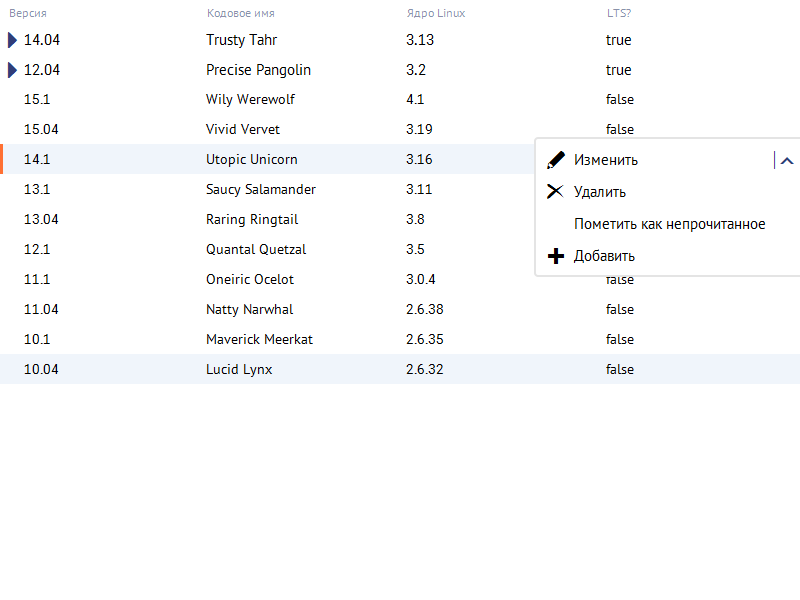 Версия Кодовое имя Ядро Linux LTS?
14.04 Trusty Tahr 3.13 true
12.04 Precise Pangolin 3.2 true
15.1 Wily Werewolf 4.1 false
15.04 Vivid Vervet 3.19 false
14.1 Utopic Unicorn 3.16 Изменить
13.1 Saucy Salamander 3.11 Удалить
13.04 Raring Ringtail 3.8 Пометить как непрочитанное
12.1 Quantal Quetzal 3.5 Добавить
11.1 Oneiric Ocelot 3.0.4 false
11.04 Natty Narwhal 2.6.38 false
10.1 Maverick Meerkat 2.6.35 false
10.04 Lucid Lynx 2.6.32 false